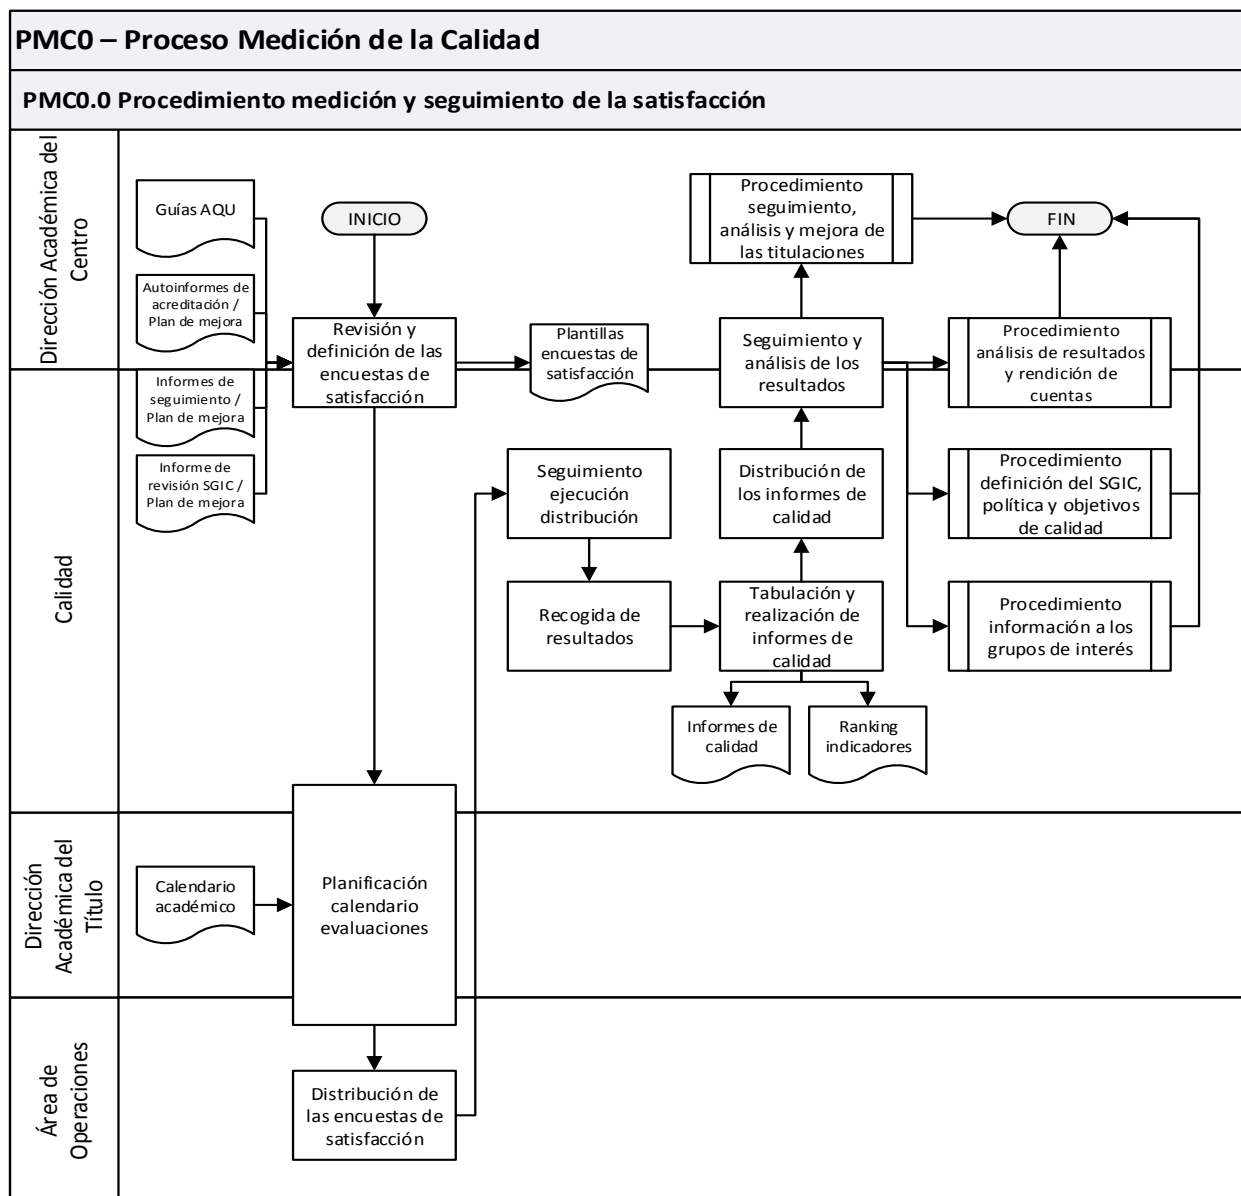 PMC0 – Proceso Medición de la Calidad
PMC0.0 Procedimiento medición y seguimiento de la satisfacción
Dirección Académica del
Centro
Guías AQU
Autoinformes de
acreditación /
Plan de mejora
Informes de
seguimiento /
Plan de mejora
Informe de
revisión SGIC /
Plan de mejora
INICIO
Revisión y
definición de las
encuestas de
satisfacción
Plantillas
encuestas de
satisfacción
Procedimiento
seguimiento,
análisis y mejora de
las titulaciones
FIN
Seguimiento y
análisis de los
resultados
Procedimiento
análisis de resultados
y rendición de
cuentas
Calidad
Seguimiento
ejecución
distribución
Distribución de
los informes de
calidad
Procedimiento
definición del SGIC,
política y objetivos
de calidad
Recogida de
resultados
Tabulación y
realización de
informes de
calidad
Procedimiento
información a los
grupos de interés
Informes de
calidad
Ranking
indicadores
Dirección
Académica del
Título
Calendario
académico
Planificación
calendario
evaluaciones
Área de
Operaciones
Distribución de
las encuestas de
satisfacción